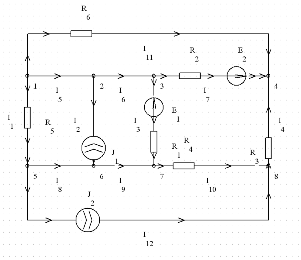 R 6
I 11
R 2
E 2
1
I 5
2
I 6
3
I 7
4
I 1
R 5
I 2
I 3
E 1
I 4
J 1
R 1
R 4
R 3
5
I 8
6
I 9
7
I 10
8
J 2
I 12